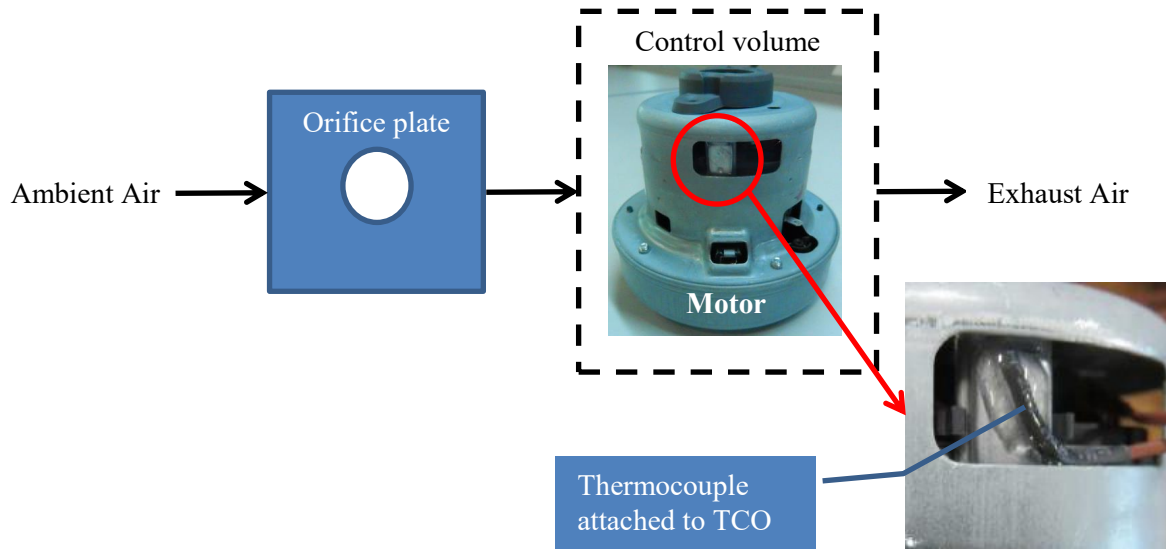 Control volume
Orifice plate
Ambient Air
Exhaust Air
Motor
Thermocouple
attached to TCO